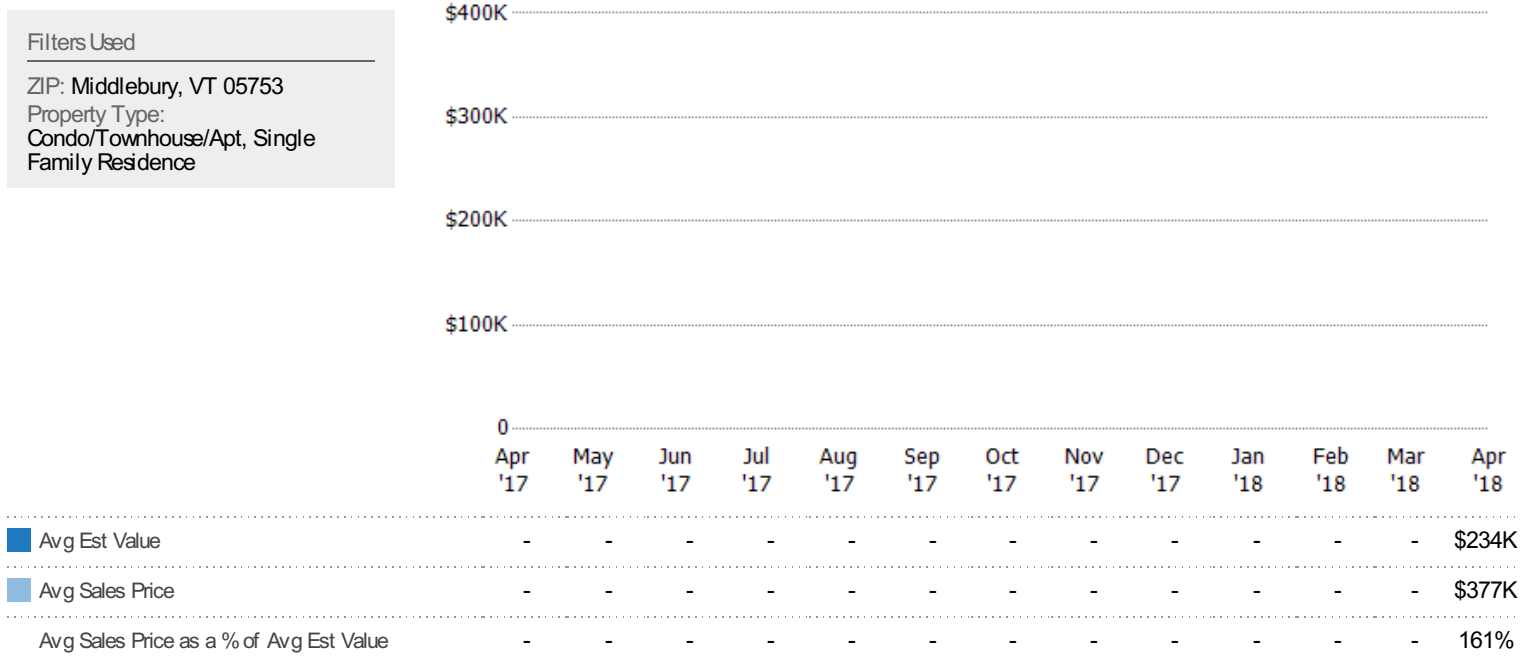 Filters Used
ZIP: Middlebury, VT 05753
Property Type:
Condo/Townhouse/Apt, Single
Family Residence
$400K
$300K
$200K
$100K
0
Apr May Jun Jul Aug Sep Oct Nov Dec Jan Feb Mar Apr
'17 '17 '17 '17 '17 '17 '17 '17 '17 '18 '18 '18 '18
Avg Est Value - - - - - - - - - - - - $234K
Avg Sales Price - - - - - - - - - - - - $377K
Avg Sales Price as a % of Avg Est Value - - - - - - - - - - - - 161%